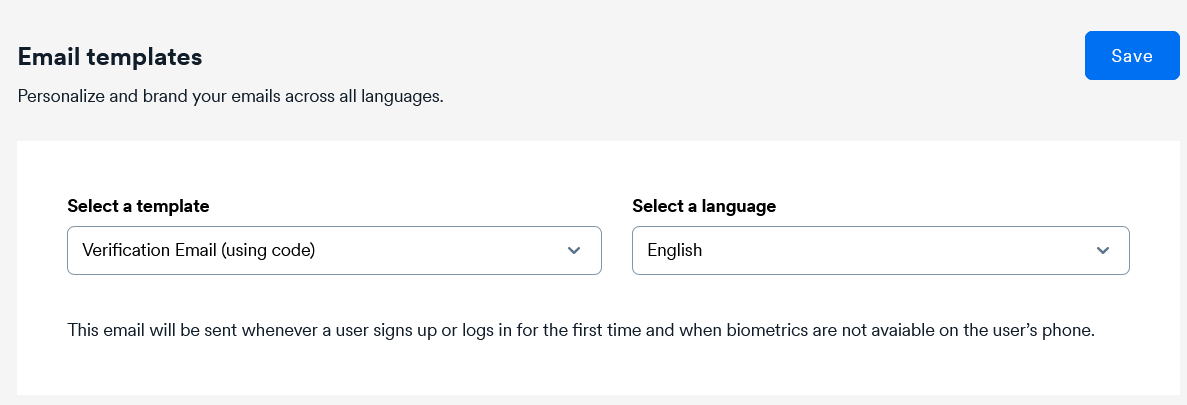 Email templates
Save
Personalize and brand your emails across all languages.
Select a template
Select a language
Verification Email (using code)
English
This email will be sent whenever a user signs up or logs in for the first time and when biometrics are not avaiable on the user’s phone.